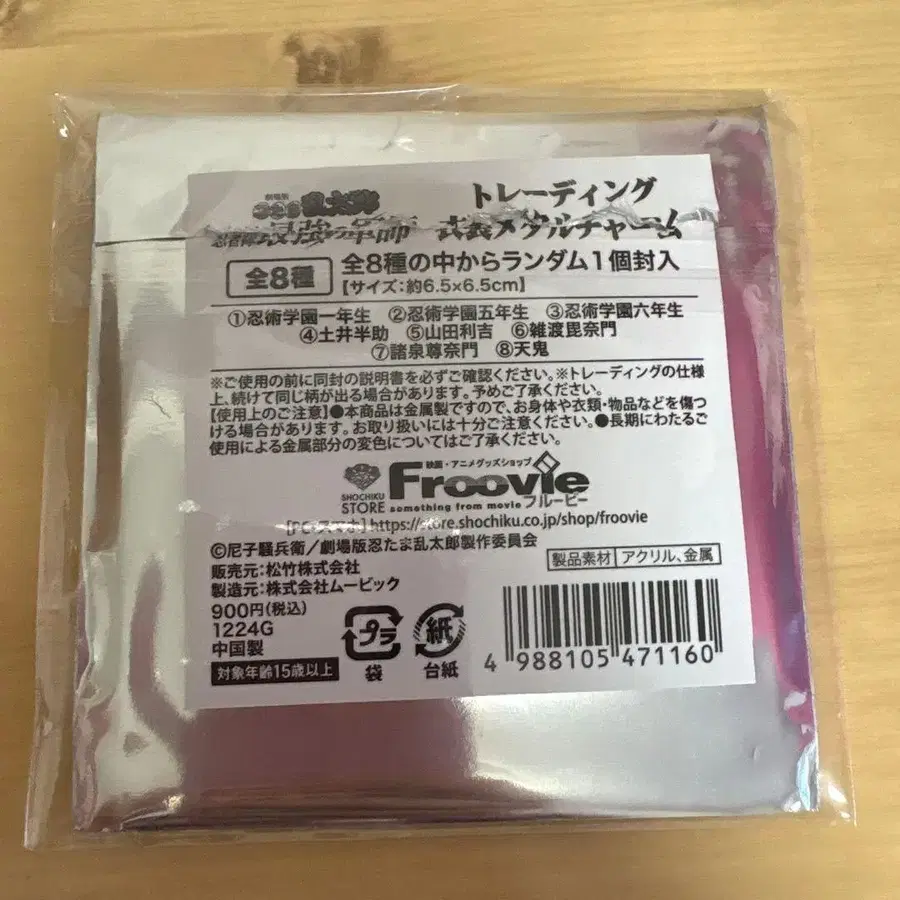 劇場版
忍たま乱太郎
忍者隊最強の軍師
トレーディング
表裏メタルチャーム
全8種
全8種の中からランダム1個封入
【サイズ：約6.5×6.5cm】
①忍術学園一年生 ②忍術学園五年生 ③忍術学園六年生
④土井半助 ⑤山田利吉 ⑥雑渡昆奈門
⑦諸泉尊奈門 ⑧天鬼
※ご使用の前に同封の説明書を必ずご確認ください。※トレーディングの仕様
上、続けて同じ柄が出る場合があります。予めご了承ください。
【使用上のご注意】●本商品は金属製ですので、お身体や衣類・物品などを傷つ
ける場合があります。お取り扱いには十分ご注意ください。●長期にわたるご
使用による金属部分の変色についてはご了承ください。
SHOCHIKU
STORE
映画・アニメグッズショップ
Froovie
something from movie フルービー
https://store.shochiku.co.jp/shop/froovie
©尼子騒兵衛／劇場版忍たま乱太郎製作委員会
販売元：松竹株式会社
製造元：株式会社ムービック
900円(税込)
1224G
中国製
対象年齢15歳以上
プラ
袋
紙
台紙
製品素材 アクリル、金属
4 988105 471160